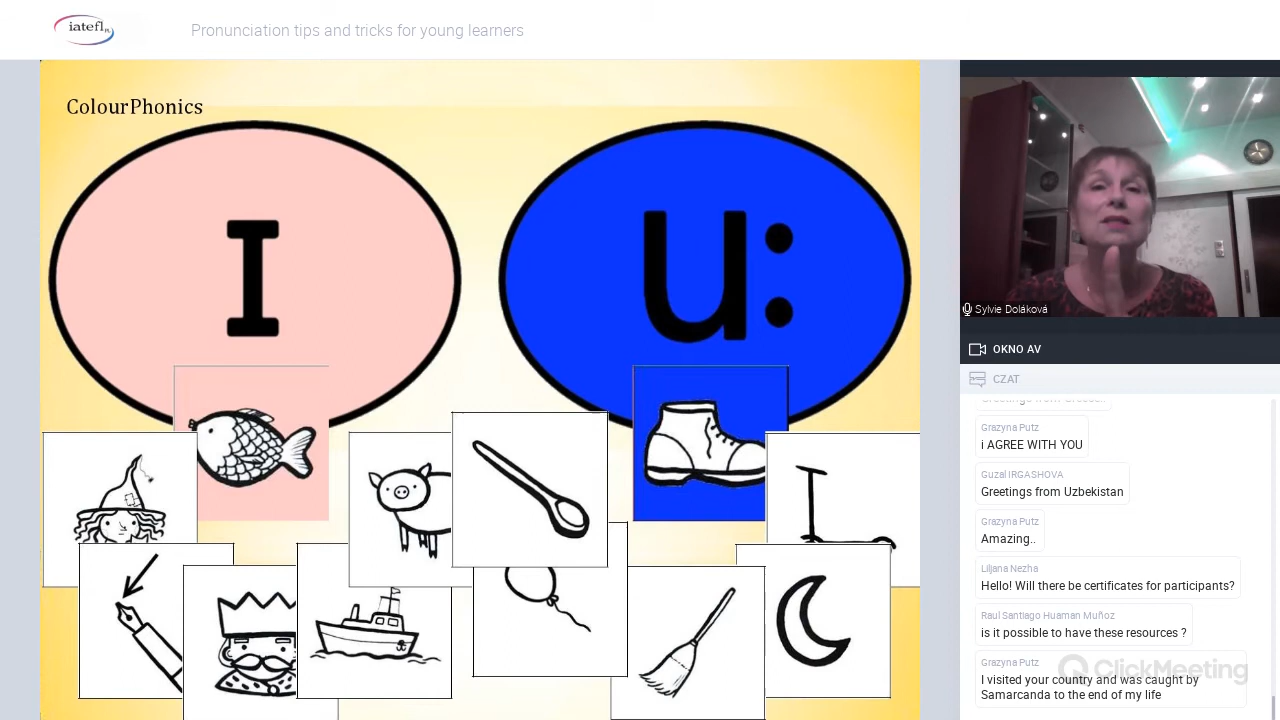 iatefl PL
Pronunciation tips and tricks for young learners
ColourPhonics
I
u:
Sylvie Doláková
OKNO AV
CZAT
Grazyna Putz
i AGREE WITH YOU
Guzal IRGASHOVA
Greetings from Uzbekistan
Grazyna Putz
Amazing..
Liljana Nezha
Hello! Will there be certificates for participants?
Raul Santiago Huaman Muñoz
is it possible to have these resources ?
Grazyna Putz
I visited your country and was caught by
Samarcanda to the end of my life
ClickMeeting